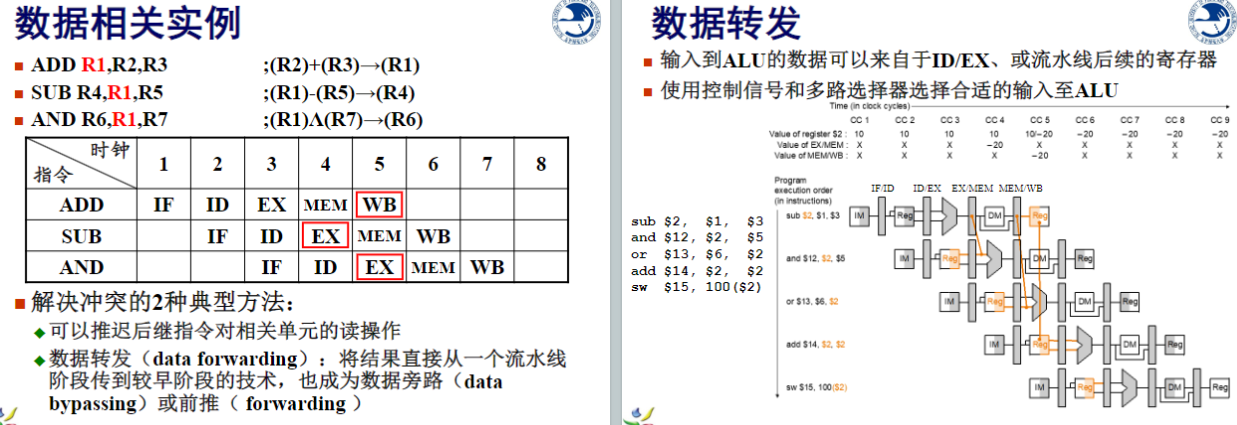 数据相关实例
■ ADD R1,R2,R3 ;(R2)+(R3)→(R1)
■ SUB R4,R1,R5 ;(R1)-(R5)→(R4)
■ AND R6,R1,R7 ;(R1)Λ(R7)→(R6)
时钟
指令 1 2 3 4 5 6 7 8
ADD IF ID EX MEM WB
SUB IF ID EX MEM WB
AND IF ID EX MEM WB
■ 解决冲突的2种典型方法：
◆ 可以推迟后继指令对相关单元的读操作
◆ 数据转发（data forwarding）：将结果直接从一个流水线
阶段传到较早阶段的技术，也成为数据旁路（data
bypassing）或前推（ forwarding ）
数据转发
■ 输入到ALU的数据可以来自于ID/EX、或流水线后续的寄存器
■ 使用控制信号和多路选择器选择合适的输入至ALU
Time (in clock cycles)
CC 1 CC 2 CC 3 CC 4 CC 5 CC 6 CC 7 CC 8 CC 9
Value of register $2 : 10 10 10 10 10/–20 –20 –20 –20 –20
Value of EX/MEM : X X X –20 X X X X X
Value of MEM/WB : X X X X –20 X X X X
Program
execution order
(in instructions)
IF/ID ID/EX EX/MEM MEM/WB
sub $2, $1, $3
and $12, $2, $5
or $13, $6, $2
add $14, $2, $2
sw $15, 100($2)
sub $2, $1, $3 IM Reg DM Reg
and $12, $2, $5 IM Reg DM Reg
or $13, $6, $2 IM Reg DM Reg
add $14, $2, $2 IM Reg DM Reg
sw $15, 100($2) IM Reg DM Reg